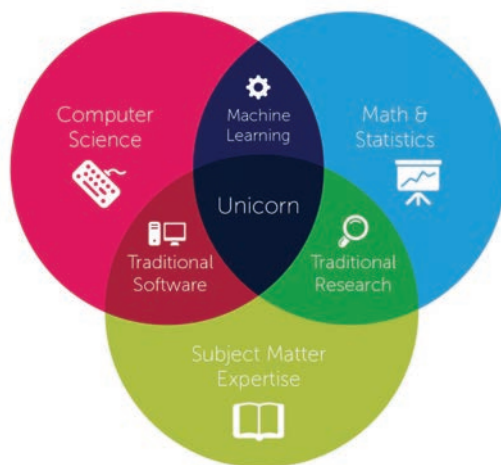 Computer
Science
Machine
Learning
Math &
Statistics
Unicorn
Traditional
Software
Traditional
Research
Subject Matter
Expertise